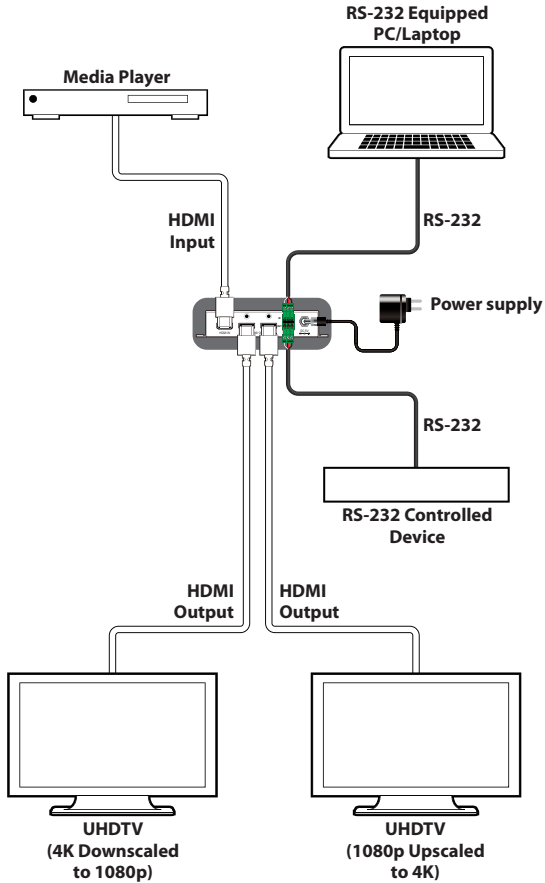 RS-232 Equipped
PC/Laptop
Media Player
HDMI
Input
RS-232
Power supply
RS-232
RS-232 Controlled
Device
HDMI
Output
HDMI
Output
UHDTV
(4K Downscaled
to 1080p)
UHDTV
(1080p Upscaled
to 4K)